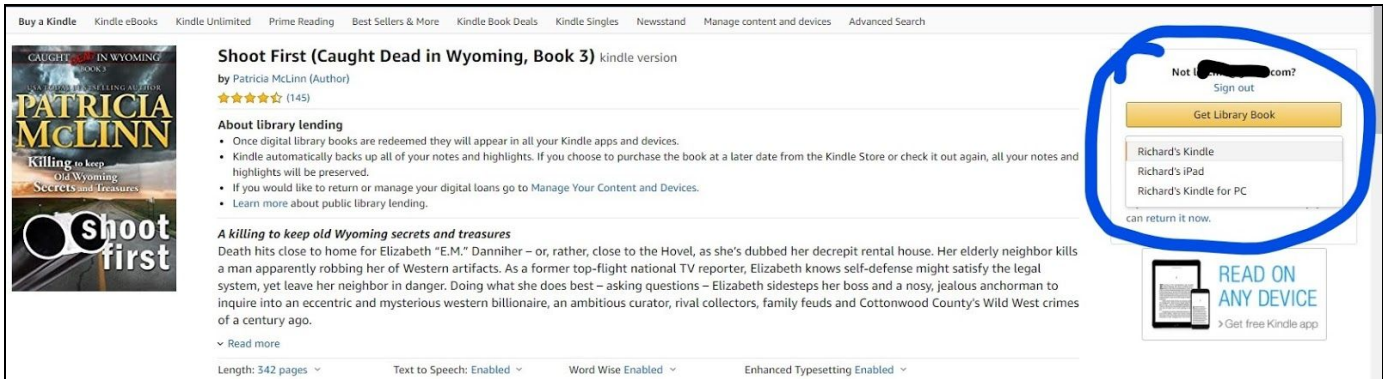 Buy a Kindle Kindle eBooks Kindle Unlimited Prime Reading Best Sellers & More Kindle Book Deals Kindle Singles Newsstand Manage content and devices Advanced Search
CAUGHT DEAD IN WYOMING
BOOK 3
USA TODAY BESTSELLING AUTHOR
PATRICIA
McLINN
Killing to keep
Old Wyoming
Secrets and Treasures
shoot
first
Shoot First (Caught Dead in Wyoming, Book 3) kindle version
by Patricia McLinn (Author)
(145)
About library lending
• Once digital library books are redeemed they will appear in all your Kindle apps and devices.
• Kindle automatically backs up all of your notes and highlights. If you choose to purchase the book at a later date from the Kindle Store or check it out again, all your notes and
highlights will be preserved.
• If you would like to return or manage your digital loans go to Manage Your Content and Devices.
• Learn more about public library lending.
A killing to keep old Wyoming secrets and treasures
Death hits close to home for Elizabeth “E.M.” Danniher – or, rather, close to the Hovel, as she’s dubbed her decrepit rental house. Her elderly neighbor kills
a man apparently robbing her of Western artifacts. As a former top-flight national TV reporter, Elizabeth knows self-defense might satisfy the legal
system, yet leave her neighbor in danger. Doing what she does best – asking questions – Elizabeth sidesteps her boss and a nosy, jealous anchorman to
inquire into an eccentric and mysterious western billionaire, an ambitious curator, rival collectors, family feuds and Cottonwood County’s Wild West crimes
of a century ago.
Read more
Length: 342 pages Text to Speech: Enabled Word Wise Enabled Enhanced Typesetting Enabled
Not com?
Sign out
Get Library Book
Richard's Kindle
Richard's iPad
Richard's Kindle for PC
can return it now.
READ ON
ANY DEVICE
› Get free Kindle app